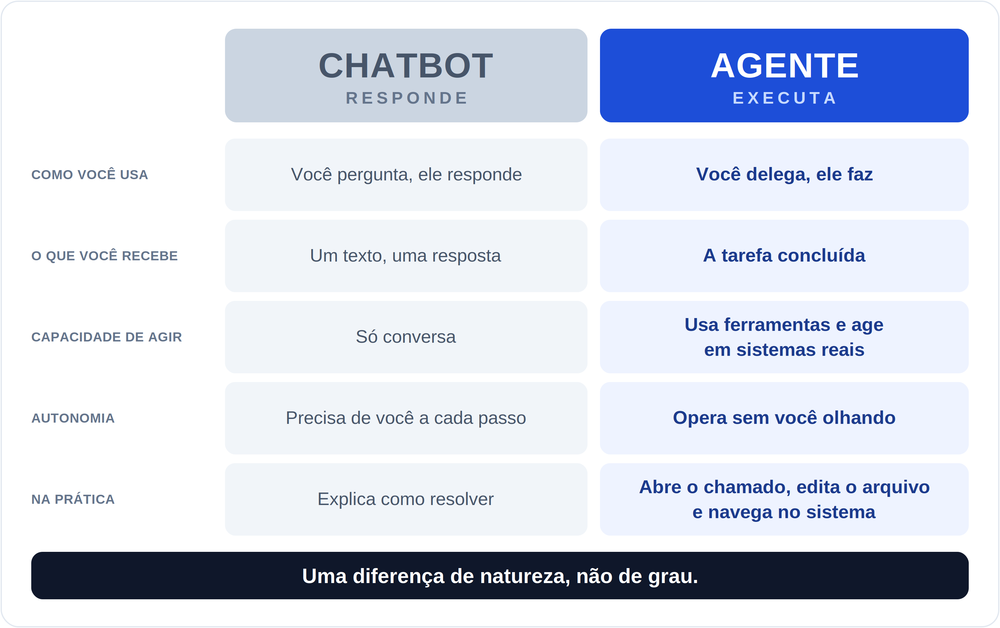 CHATBOT
RESPONDE
AGENTE
EXECUTA
COMO VOCÊ USA
Você pergunta, ele responde
Você delega, ele faz
O QUE VOCÊ RECEBE
Um texto, uma resposta
A tarefa concluída
CAPACIDADE DE AGIR
Só conversa
Usa ferramentas e age
em sistemas reais
AUTONOMIA
Precisa de você a cada passo
Opera sem você olhando
NA PRÁTICA
Explica como resolver
Abre o chamado, edita o arquivo
e navega no sistema
Uma diferença de natureza, não de grau.